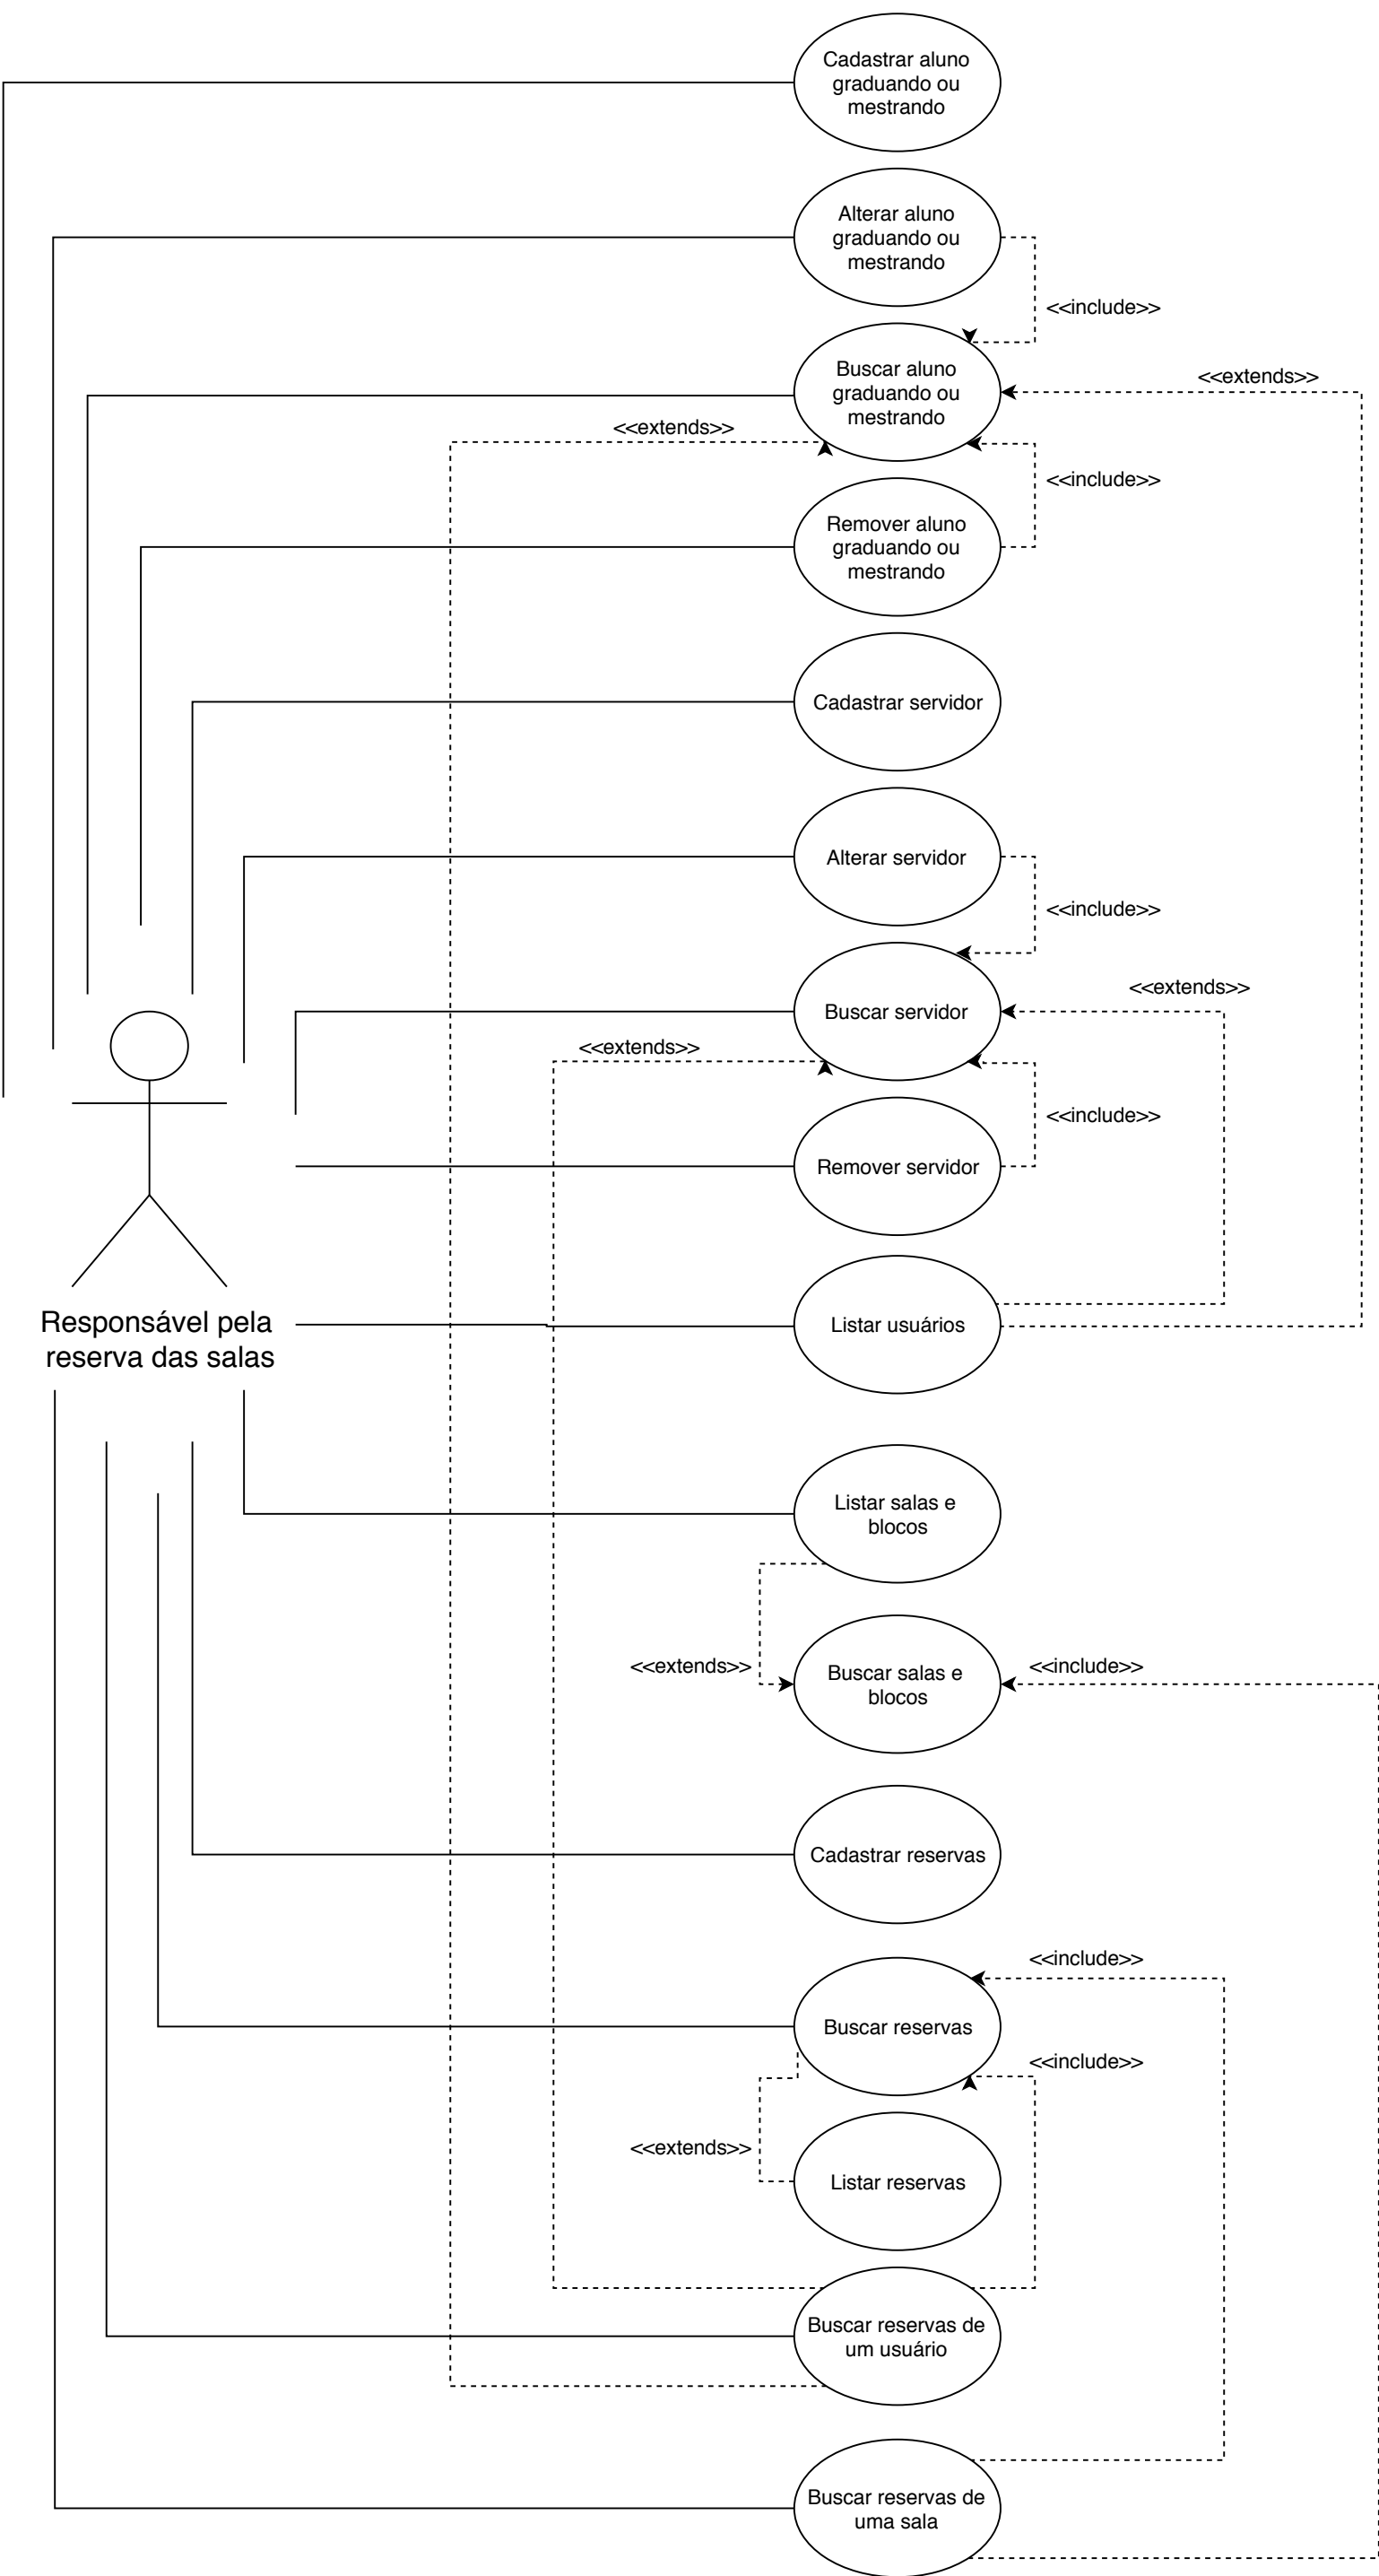 Cadastrar aluno
graduando ou
mestrando
Alterar aluno
graduando ou
mestrando
<<include>>
Buscar aluno
graduando ou
mestrando
<<extends>>
<<extends>>
<<include>>
Remover aluno
graduando ou
mestrando
Cadastrar servidor
Alterar servidor
<<include>>
Buscar servidor
<<extends>>
<<extends>>
<<include>>
Remover servidor
Responsável pela
reserva das salas
Listar usuários
Listar salas e
blocos
<<extends>>
Buscar salas e
blocos
<<include>>
Cadastrar reservas
<<include>>
Buscar reservas
<<include>>
<<extends>>
Listar reservas
Buscar reservas de
um usuário
Buscar reservas de
uma sala